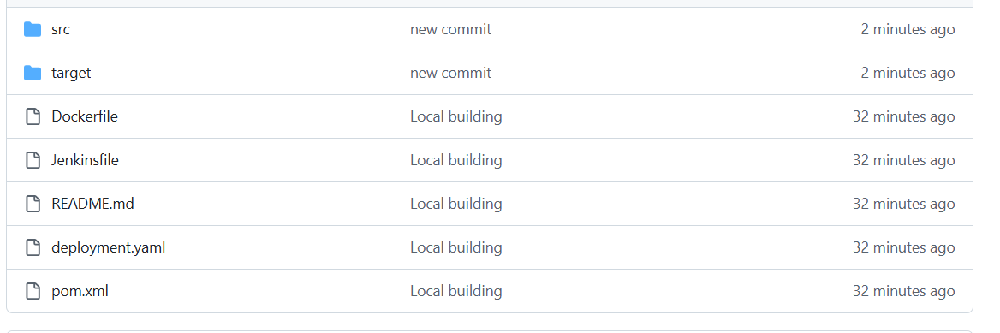 src new commit 2 minutes ago
target new commit 2 minutes ago
Dockerfile Local building 32 minutes ago
Jenkinsfile Local building 32 minutes ago
README.md Local building 32 minutes ago
deployment.yaml Local building 32 minutes ago
pom.xml Local building 32 minutes ago